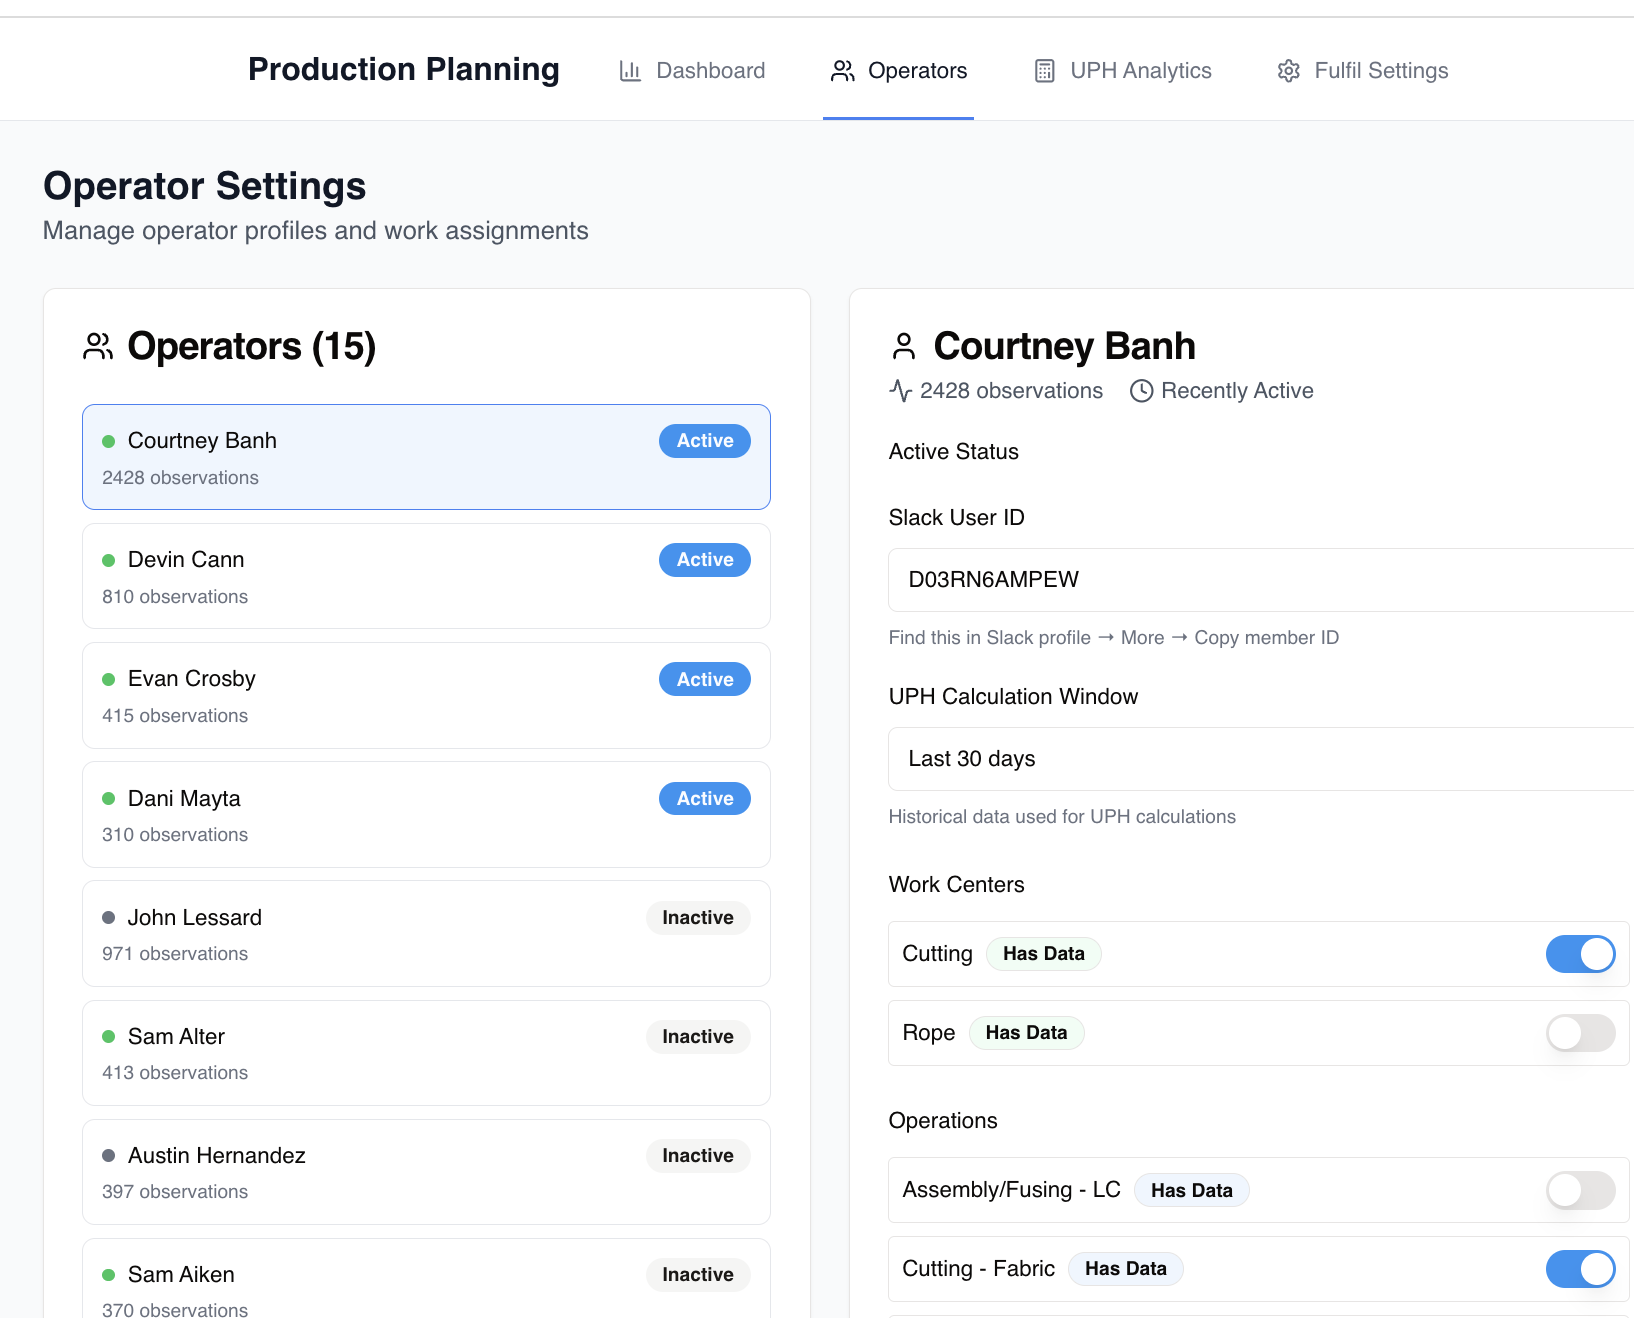 Production Planning
Dashboard
Operators
UPH Analytics
Fulfil Settings
Operator Settings
Manage operator profiles and work assignments
Operators (15)
Courtney Banh
Active
2428 observations
Devin Cann
Active
810 observations
Evan Crosby
Active
415 observations
Dani Mayta
Active
310 observations
John Lessard
Inactive
971 observations
Sam Alter
Inactive
413 observations
Austin Hernandez
Inactive
397 observations
Sam Aiken
Inactive
370 observations
Courtney Banh
2428 observations
Recently Active
Active Status
Slack User ID
D03RN6AMPEW
Find this in Slack profile → More → Copy member ID
UPH Calculation Window
Last 30 days
Historical data used for UPH calculations
Work Centers
Cutting
Has Data
Rope
Has Data
Operations
Assembly/Fusing - LC
Has Data
Cutting - Fabric
Has Data